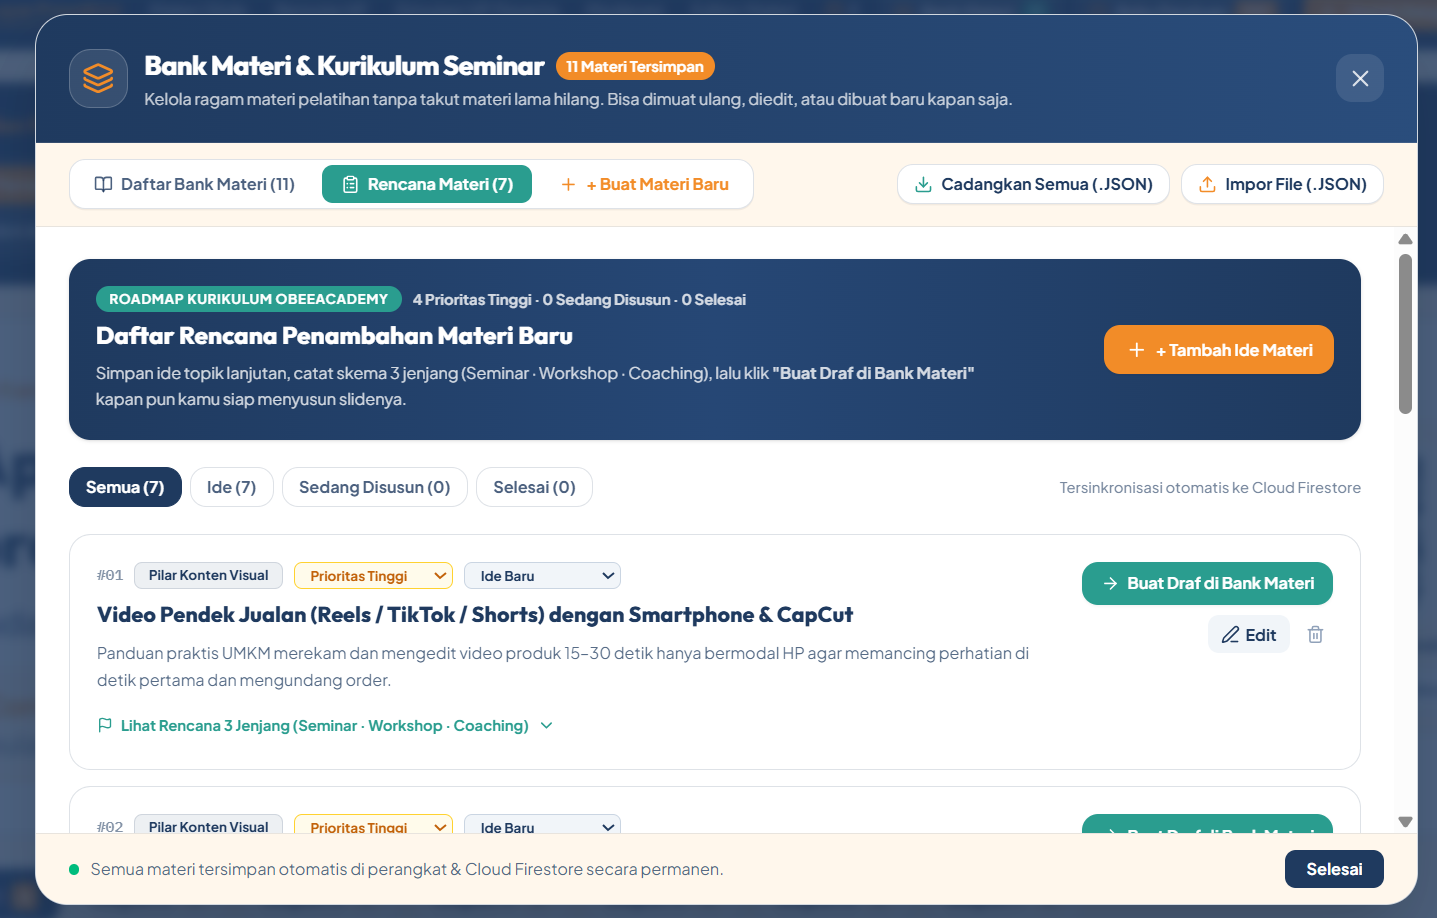 Bank Materi & Kurikulum Seminar
11 Materi Tersimpan
Kelola ragam materi pelatihan tanpa takut materi lama hilang. Bisa dimuat ulang, diedit, atau dibuat baru kapan saja.
Daftar Bank Materi (11)
Rencana Materi (7)
+ Buat Materi Baru
Cadangkan Semua (.JSON)
Impor File (.JSON)
ROADMAP KURIKULUM OBEEACADEMY
4 Prioritas Tinggi · 0 Sedang Disusun · 0 Selesai
Daftar Rencana Penambahan Materi Baru
Simpan ide topik lanjutan, catat skema 3 jenjang (Seminar · Workshop · Coaching), lalu klik "Buat Draf di Bank Materi"
kapan pun kamu siap menyusun slidenya.
+ Tambah Ide Materi
Semua (7)
Ide (7)
Sedang Disusun (0)
Selesai (0)
Tersinkronisasi otomatis ke Cloud Firestore
#01
Pilar Konten Visual
Prioritas Tinggi
Ide Baru
Buat Draf di Bank Materi
Video Pendek Jualan (Reels / TikTok / Shorts) dengan Smartphone & CapCut
Edit
Panduan praktis UMKM merekam dan mengedit video produk 15–30 detik hanya bermodal HP agar memancing perhatian di
detik pertama dan mengundang order.
Lihat Rencana 3 Jenjang (Seminar · Workshop · Coaching)
#02
Pilar Konten Visual
Prioritas Tinggi
Ide Baru
Buat Draf di Bank Materi
Semua materi tersimpan otomatis di perangkat & Cloud Firestore secara permanen.
Selesai